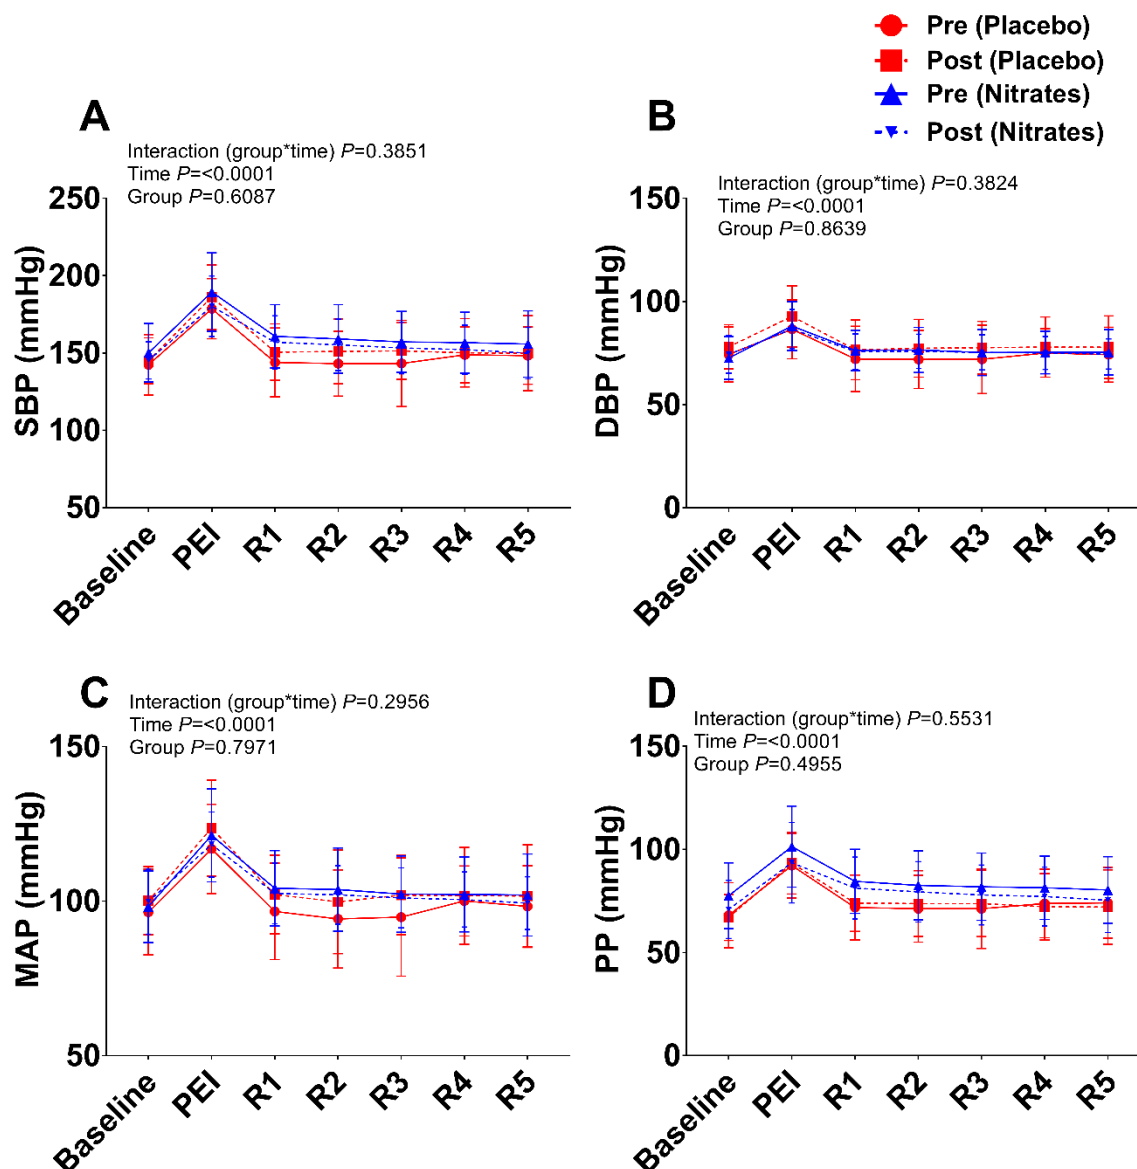 Pre (Placebo)
Post (Placebo)
Pre (Nitrates)
Post (Nitrates)
A
Interaction (group*time) P=0.3851
Time P=<0.0001
Group P=0.6087
SBP (mmHg)
250
200
150
100
50
Baseline
PEI
R1
R2
R3
R4
R5
B
Interaction (group*time) P=0.3824
Time P=<0.0001
Group P=0.8639
DBP (mmHg)
150
100
50
0
Baseline
PEI
R1
R2
R3
R4
R5
C
Interaction (group*time) P=0.2956
Time P=<0.0001
Group P=0.7971
MAP (mmHg)
150
100
50
Baseline
PEI
R1
R2
R3
R4
R5
D
Interaction (group*time) P=0.5531
Time P=<0.0001
Group P=0.4955
PP (mmHg)
150
100
50
0
Baseline
PEI
R1
R2
R3
R4
R5